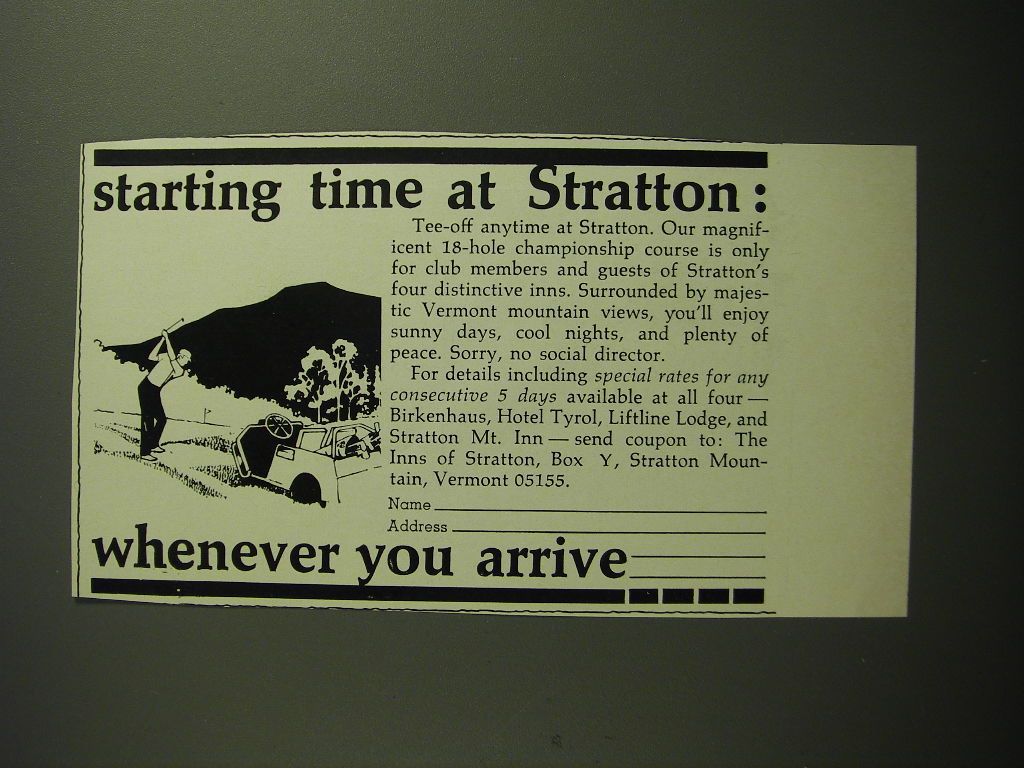 starting time at Stratton:
Tee-off anytime at Stratton. Our magnif-
icent 18-hole championship course is only
for club members and guests of Stratton's
four distinctive inns. Surrounded by majes-
tic Vermont mountain views, you'll enjoy
sunny days, cool nights, and plenty of
peace. Sorry, no social director.
For details including special rates for any
consecutive 5 days available at all four —
Birkenhaus, Hotel Tyrol, Liftline Lodge, and
Stratton Mt. Inn — send coupon to: The
Inns of Stratton, Box Y, Stratton Moun-
tain, Vermont 05155.
Name
Address
whenever you arrive